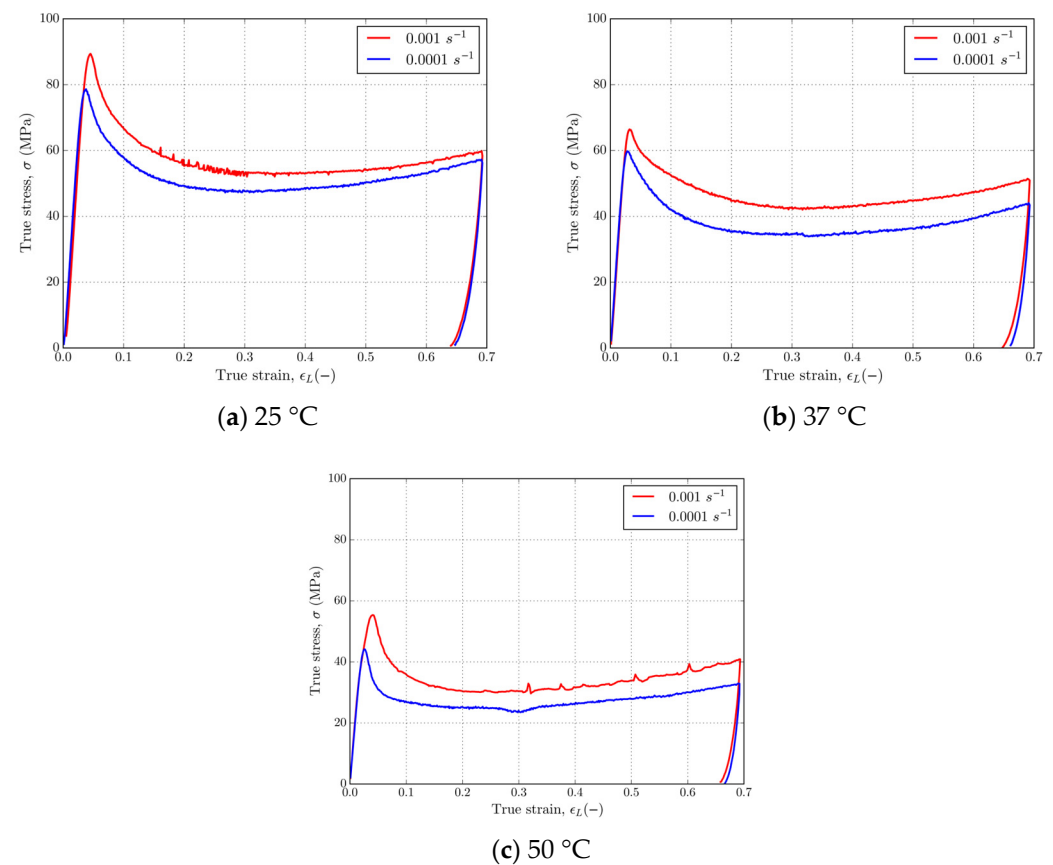 100
80
60
40
20
0
0.0 0.1 0.2 0.3 0.4 0.5 0.6 0.7
True stress, σ (MPa)
True strain, ϵ_L(−)
0.001 s⁻¹
0.0001 s⁻¹
(a) 25 °C
100
80
60
40
20
0
0.0 0.1 0.2 0.3 0.4 0.5 0.6 0.7
True stress, σ (MPa)
True strain, ϵ_L(−)
0.001 s⁻¹
0.0001 s⁻¹
(b) 37 °C
100
80
60
40
20
0
0.0 0.1 0.2 0.3 0.4 0.5 0.6 0.7
True stress, σ (MPa)
True strain, ϵ_L(−)
0.001 s⁻¹
0.0001 s⁻¹
(c) 50 °C